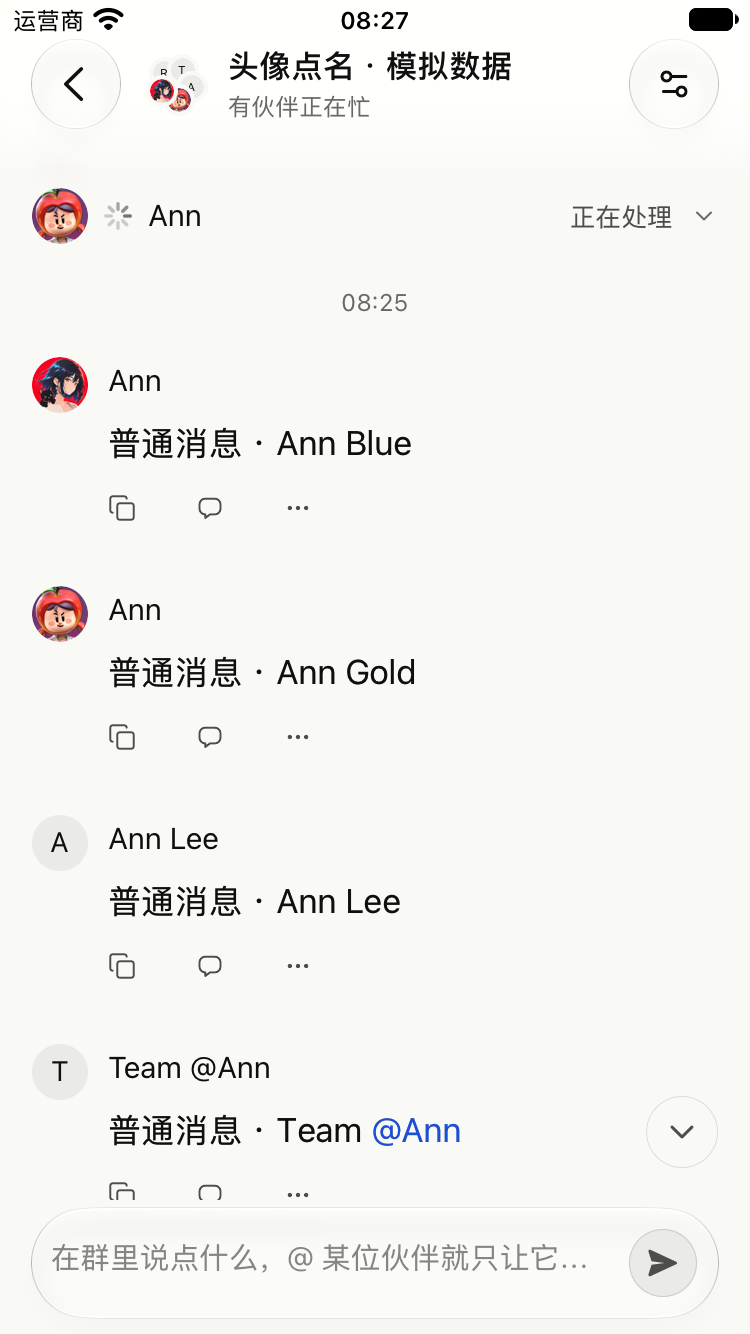 运营商 08:27
R T A
头像点名 · 模拟数据
有伙伴正在忙
Ann 正在处理
08:25
Ann
普通消息 · Ann Blue
Ann
普通消息 · Ann Gold
A Ann Lee
普通消息 · Ann Lee
T Team @Ann
普通消息 · Team @Ann
在群里说点什么，@ 某位伙伴就只让它...